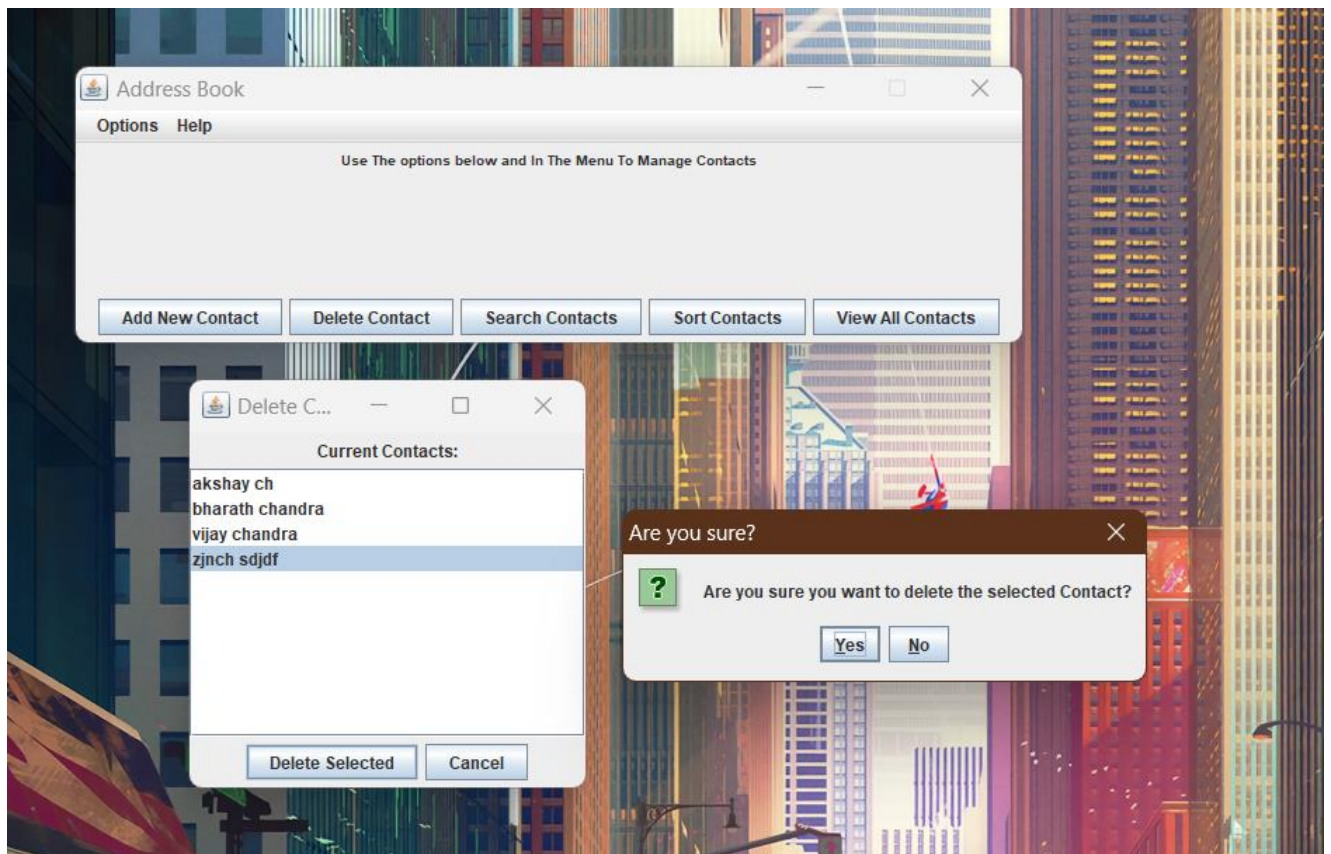 Address Book
Options Help
Use The options below and In The Menu To Manage Contacts
Add New Contact Delete Contact Search Contacts Sort Contacts View All Contacts
Delete C...
Current Contacts:
akshay ch
bharath chandra
vijay chandra
zjnch sdjdf
Delete Selected Cancel
Are you sure?
? Are you sure you want to delete the selected Contact?
Yes No